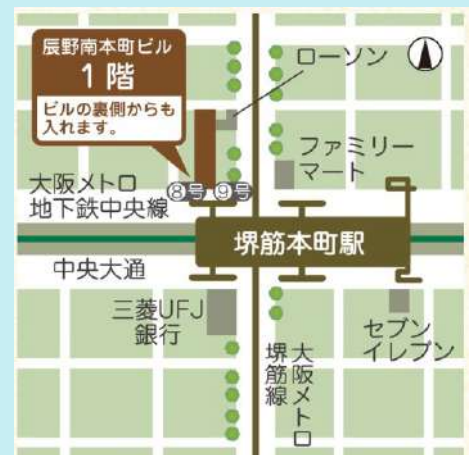 辰野南本町ビル
1階
ビルの裏側からも
入れます。
ローソン
ファミリー
マート
大阪メトロ
地下鉄中央線
8号 9号
堺筋本町駅
中央大通
三菱UFJ
銀行
大阪メトロ
堺筋線
セブン
イレブン